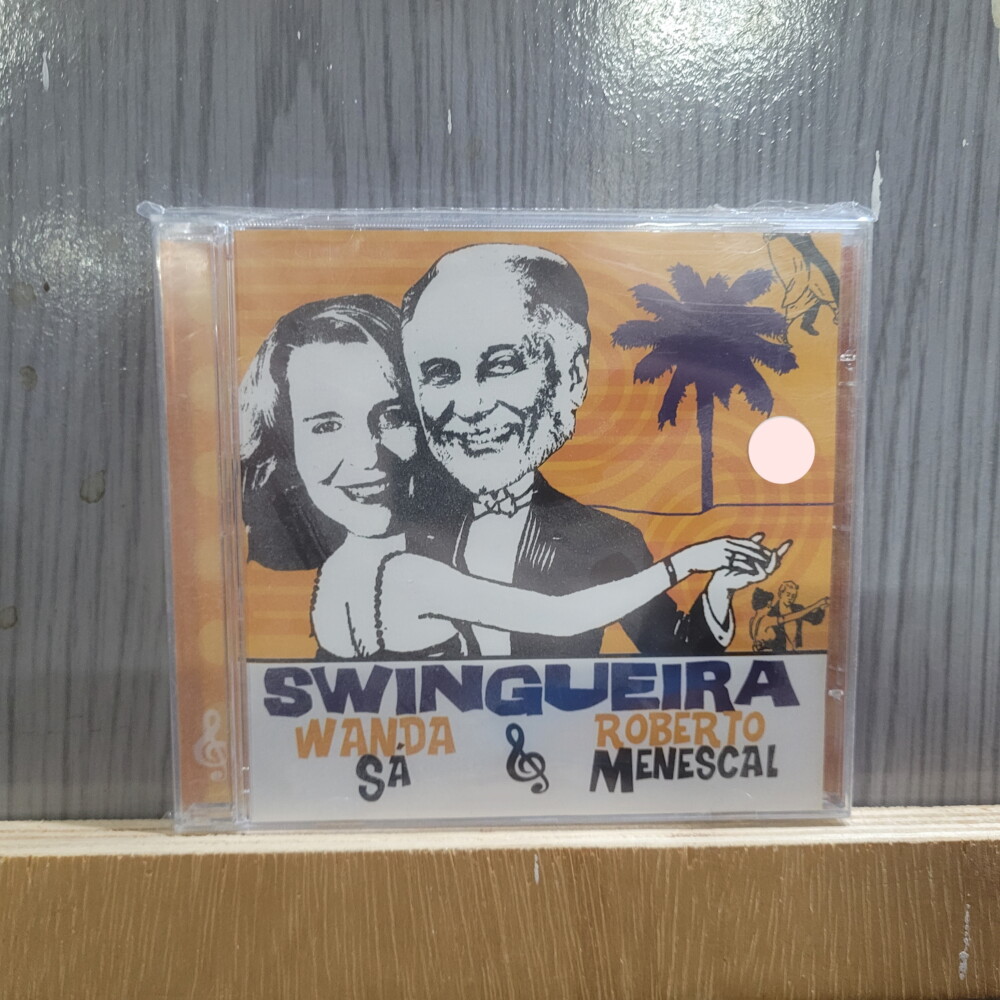 SWINGUEIRA
WANDA
SÁ
ROBERTO
MENESCAL